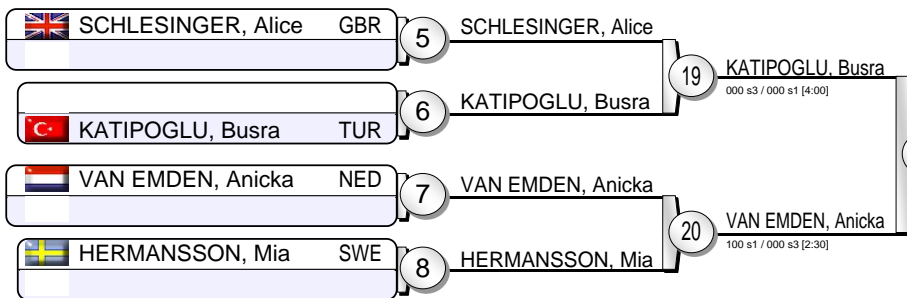 SCHLESINGER, Alice GBR
5
SCHLESINGER, Alice
19
KATIPOGLU, Busra
000 s3 / 000 s1 [4:00]
6
KATIPOGLU, Busra
KATIPOGLU, Busra TUR
VAN EMDEN, Anicka NED
7
VAN EMDEN, Anicka
20
VAN EMDEN, Anicka
100 s1 / 000 s3 [2:30]
HERMANSSON, Mia SWE
8
HERMANSSON, Mia